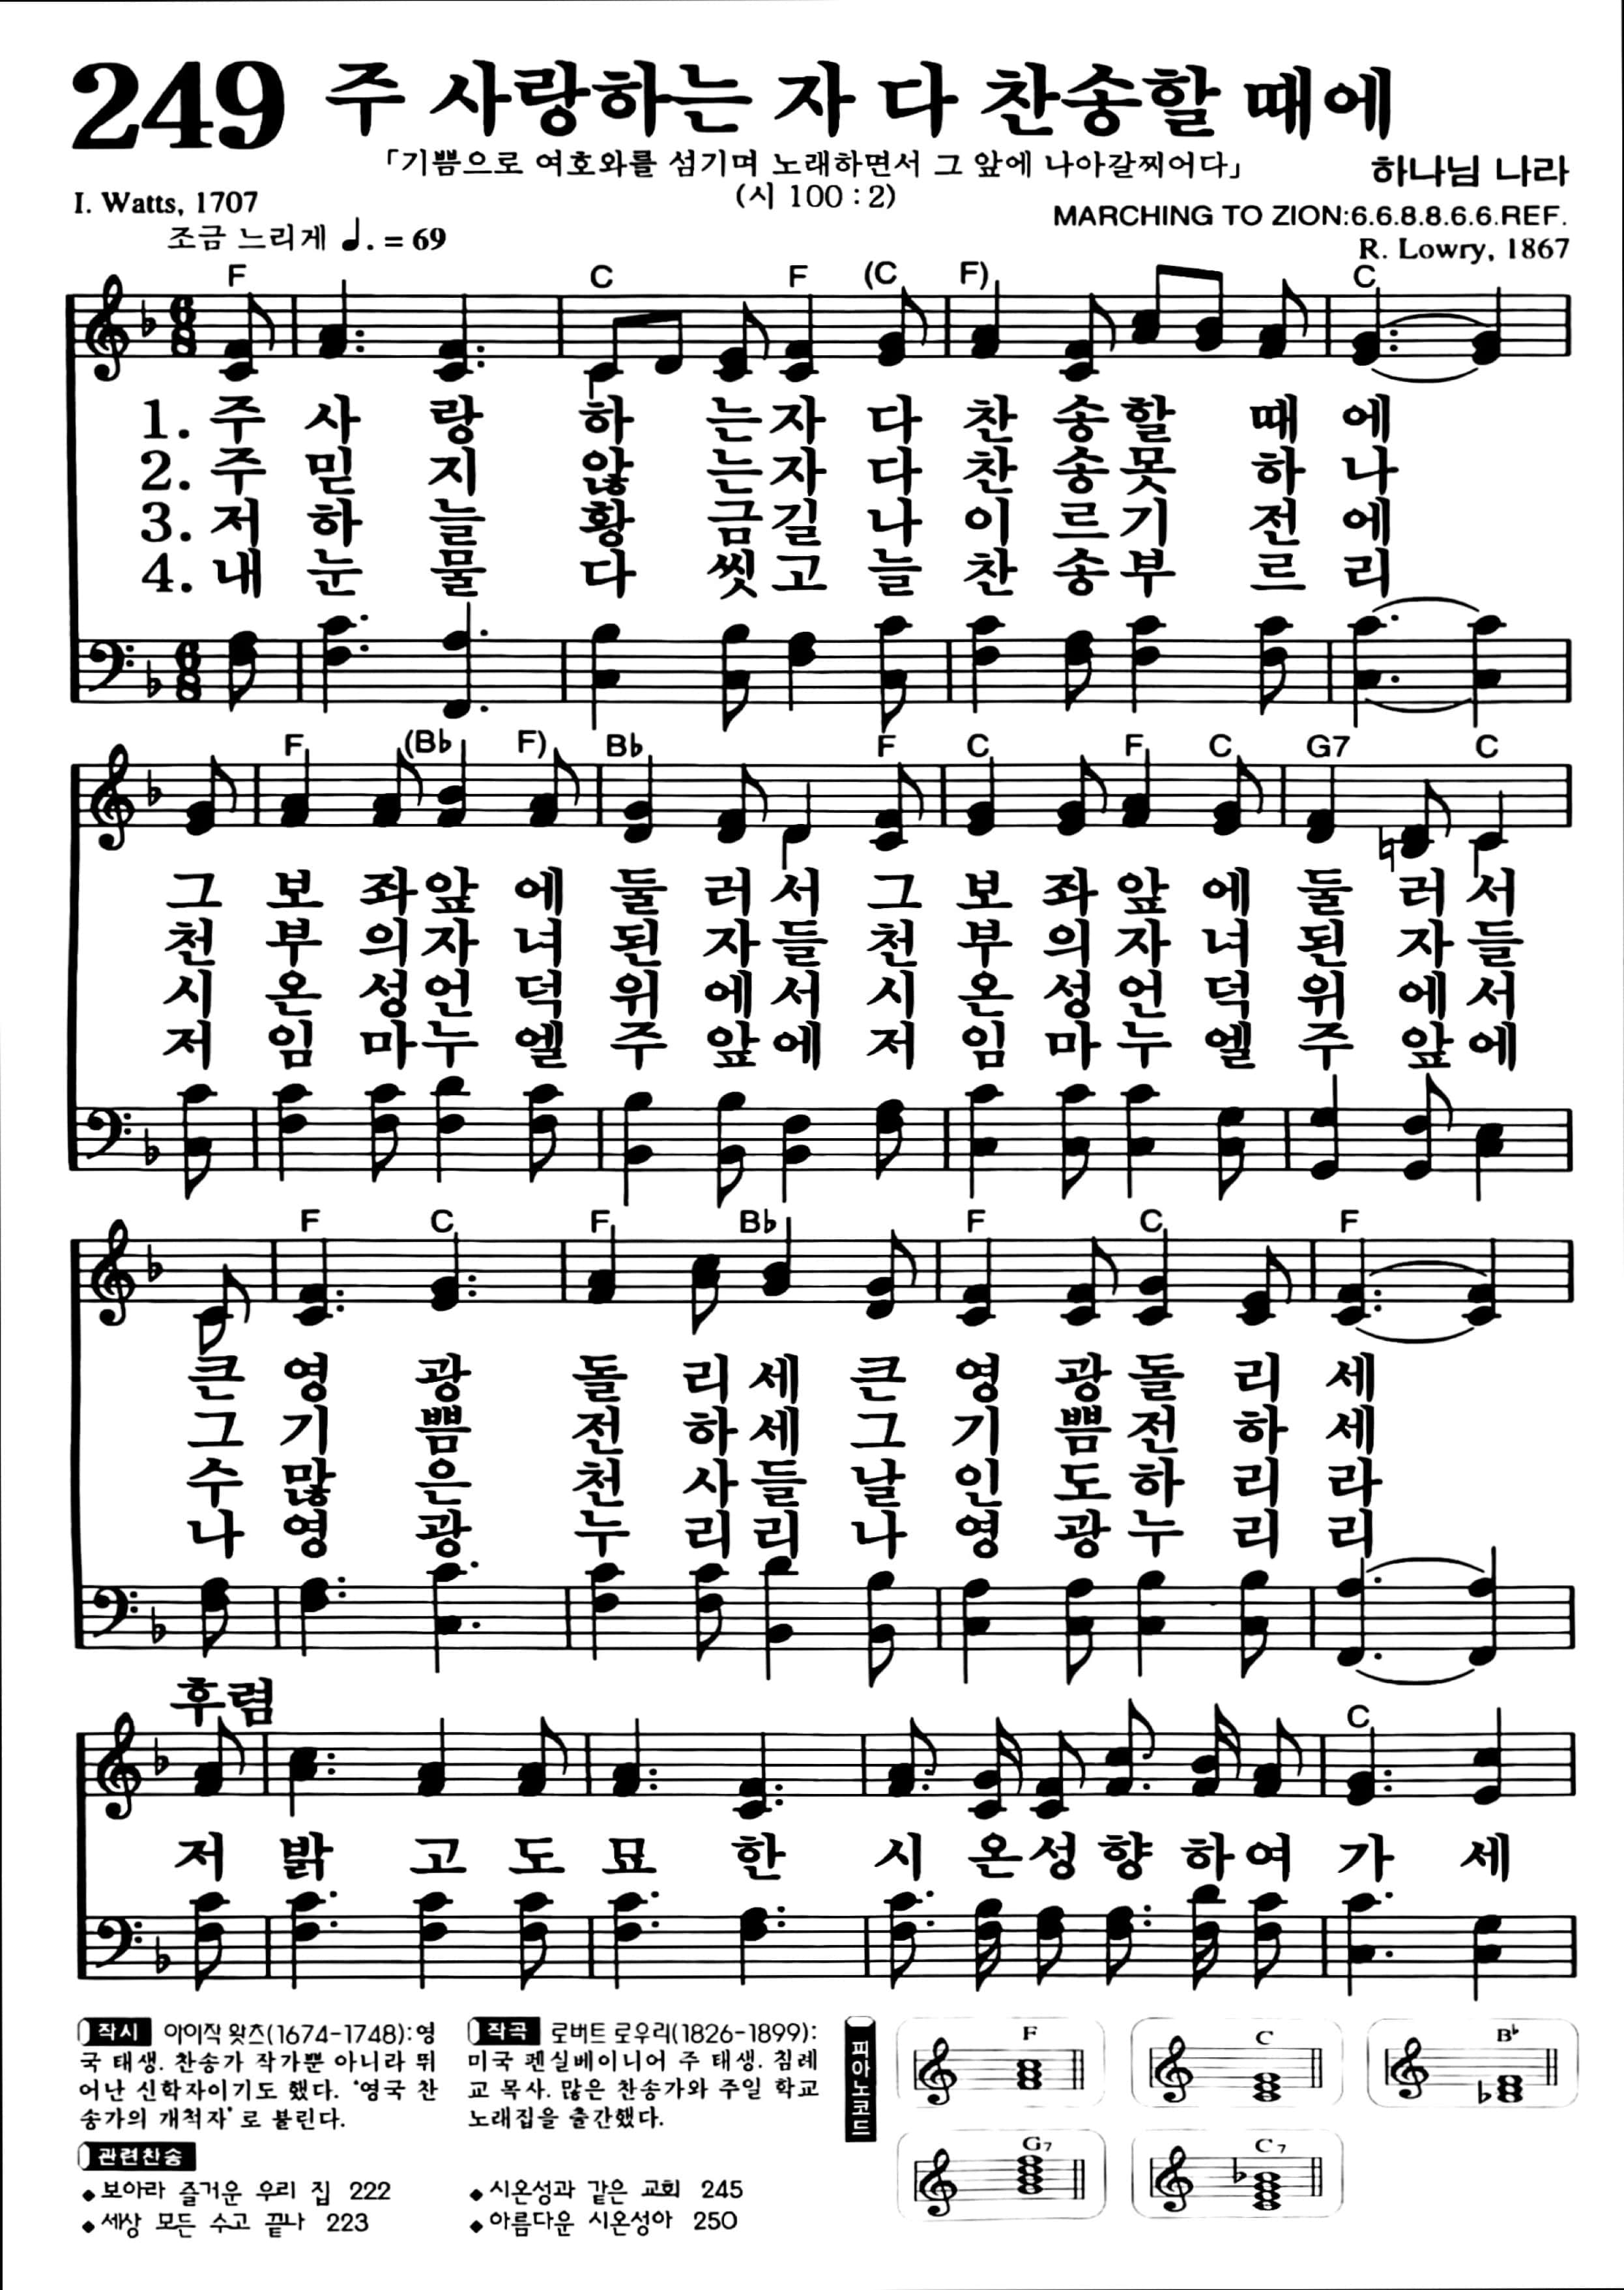 249 주 사랑하는 자 다 찬송할 때에
「기쁨으로 여호와를 섬기며 노래하면서 그 앞에 나아갈찌어다」
(시 100 : 2)
하나님 나라
I. Watts, 1707
MARCHING TO ZION:6.6.8.8.6.6.REF.
조금 느리게 ♩. = 69
R. Lowry, 1867
F C F (C F) C
6 8
1. 주 사 랑 하 는 자 다 찬 송 할 때 에
2. 주 믿 지 않 는 자 다 찬 송 못 하 나
3. 저 하 늘 황 금 길 나 이 르 기 전 에
4. 내 눈 물 다 씻 고 늘 찬 송 부 르 리
6 8
F (B♭ F) B♭ F C F C G7 C
그 보 좌 앞 에 둘 러 서 그 보 좌 앞 에 둘 러 서
천 부 의 자 녀 된 자 들 천 부 의 자 녀 된 자 들
시 온 성 언 덕 위 에 서 시 온 성 언 덕 위 에 서
저 임 마 누 엘 주 앞 에 저 임 마 누 엘 주 앞 에
F C F B♭ F C F
큰 영 광 돌 리 세 큰 영 광 돌 리 세
그 기 쁨 전 하 세 그 기 쁨 전 하 세
수 많 은 천 사 들 날 인 도 하 리 라
나 영 광 누 리 리 나 영 광 누 리 리
후렴
C
저 밝 고 도 묘 한 시 온 성 향 하 여 가 세
작시 아이작 왓츠(1674-1748):영
국 태생. 찬송가 작가뿐 아니라 뛰
어난 신학자이기도 했다. '영국 찬
송가의 개척자'로 불린다.
작곡 로버트 로우리(1826-1899):
미국 펜실베이니어 주 태생. 침례
교 목사. 많은 찬송가와 주일 학교
노래집을 출간했다.
관련찬송
◆보아라 즐거운 우리 집 222
◆세상 모든 수고 끝나 223
◆시온성과 같은 교회 245
◆아름다운 시온성아 250
피아노코드
F C B♭
G7 C7